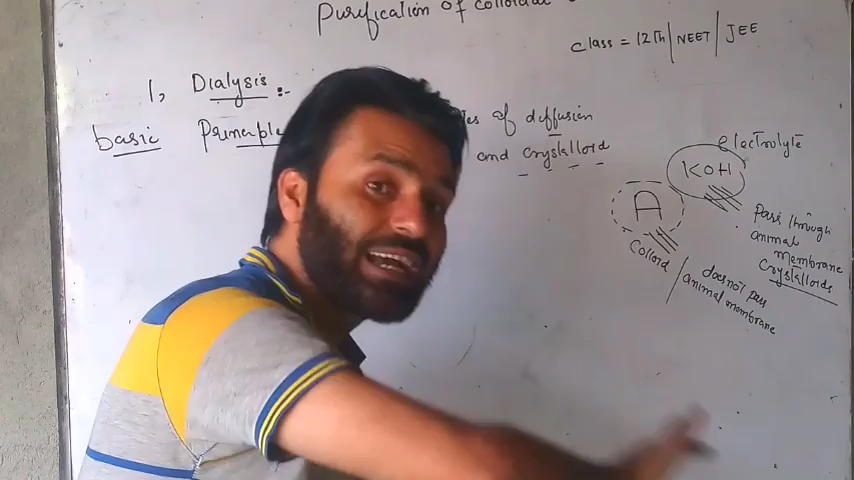 Purification of colloidal
class = 12th | NEET | JEE
1, Dialysis :-
basic Principle
of diffusion
and crystalloid
electrolyte
KOH
A
Pass through
animal
membrane
Crystalloids
Colloid /
does not pass
animal membrane